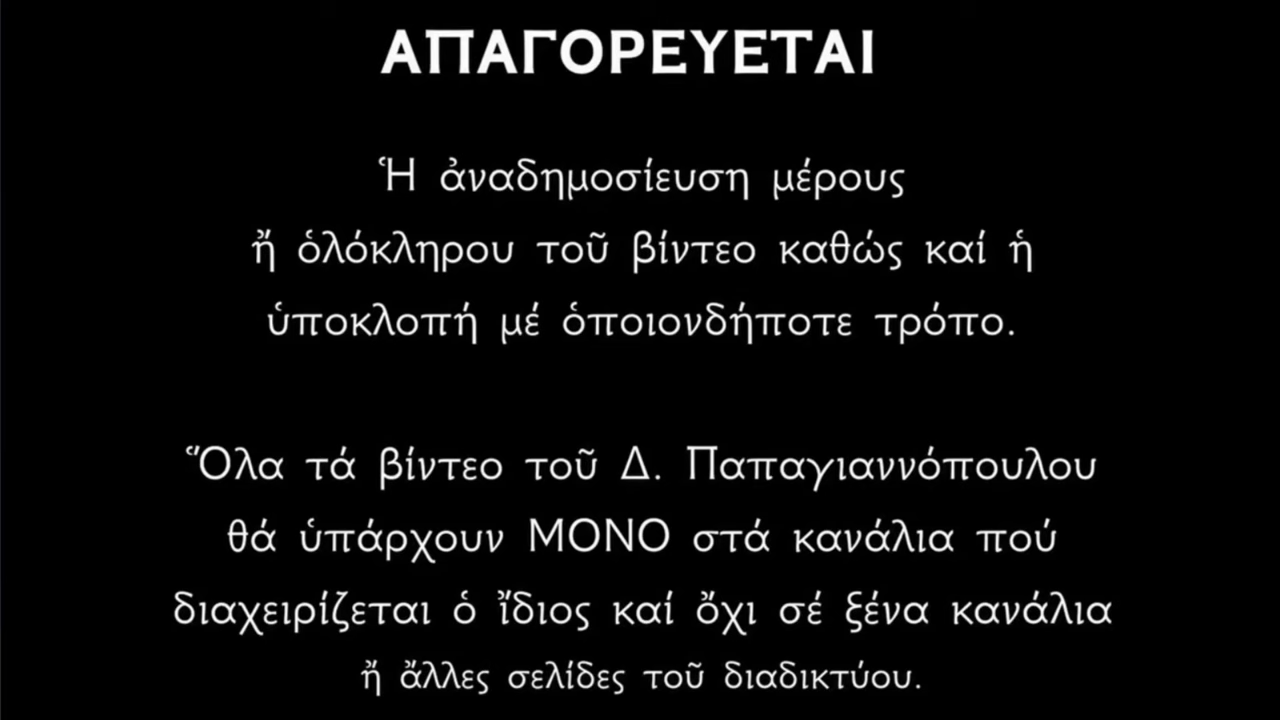 ΑΠΑΓΟΡΕΥΕΤΑΙ
Ἡ ἀναδημοσίευση μέρους
ἤ ὁλόκληρου τοῦ βίντεο καθώς καί ἡ
ὑποκλοπή μέ ὁποιονδήποτε τρόπο.
Ὅλα τά βίντεο τοῦ Δ. Παπαγιαννόπουλου
θά ὑπάρχουν ΜΟΝΟ στά κανάλια πού
διαχειρίζεται ὁ ἴδιος καί ὄχι σέ ξένα κανάλια
ἤ ἄλλες σελίδες τοῦ διαδικτύου.